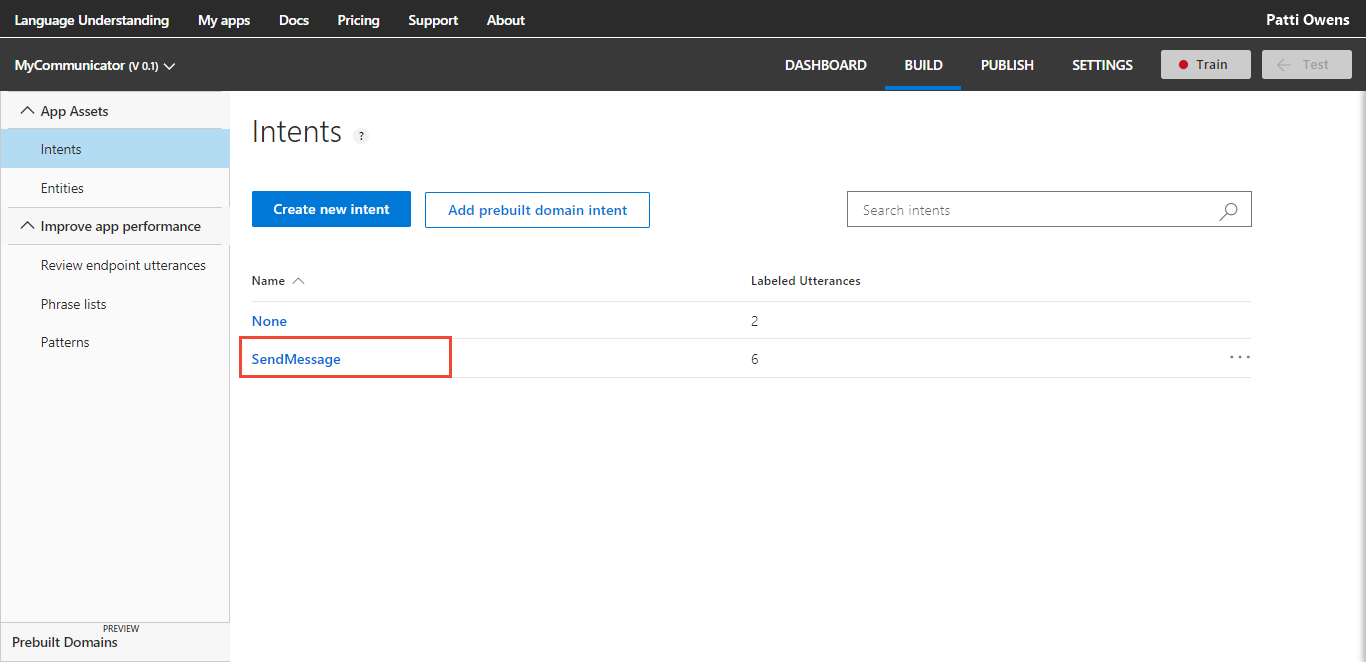 Language Understanding My apps Docs Pricing Support About Patti Owens
MyCommunicator (V 0.1) DASHBOARD BUILD PUBLISH SETTINGS Train Test
App Assets
Intents
Entities
Improve app performance
Review endpoint utterances
Phrase lists
Patterns
PREVIEW
Prebuilt Domains
Intents ?
Create new intent Add prebuilt domain intent Search intents
Name Labeled Utterances
None 2
SendMessage 6 ...